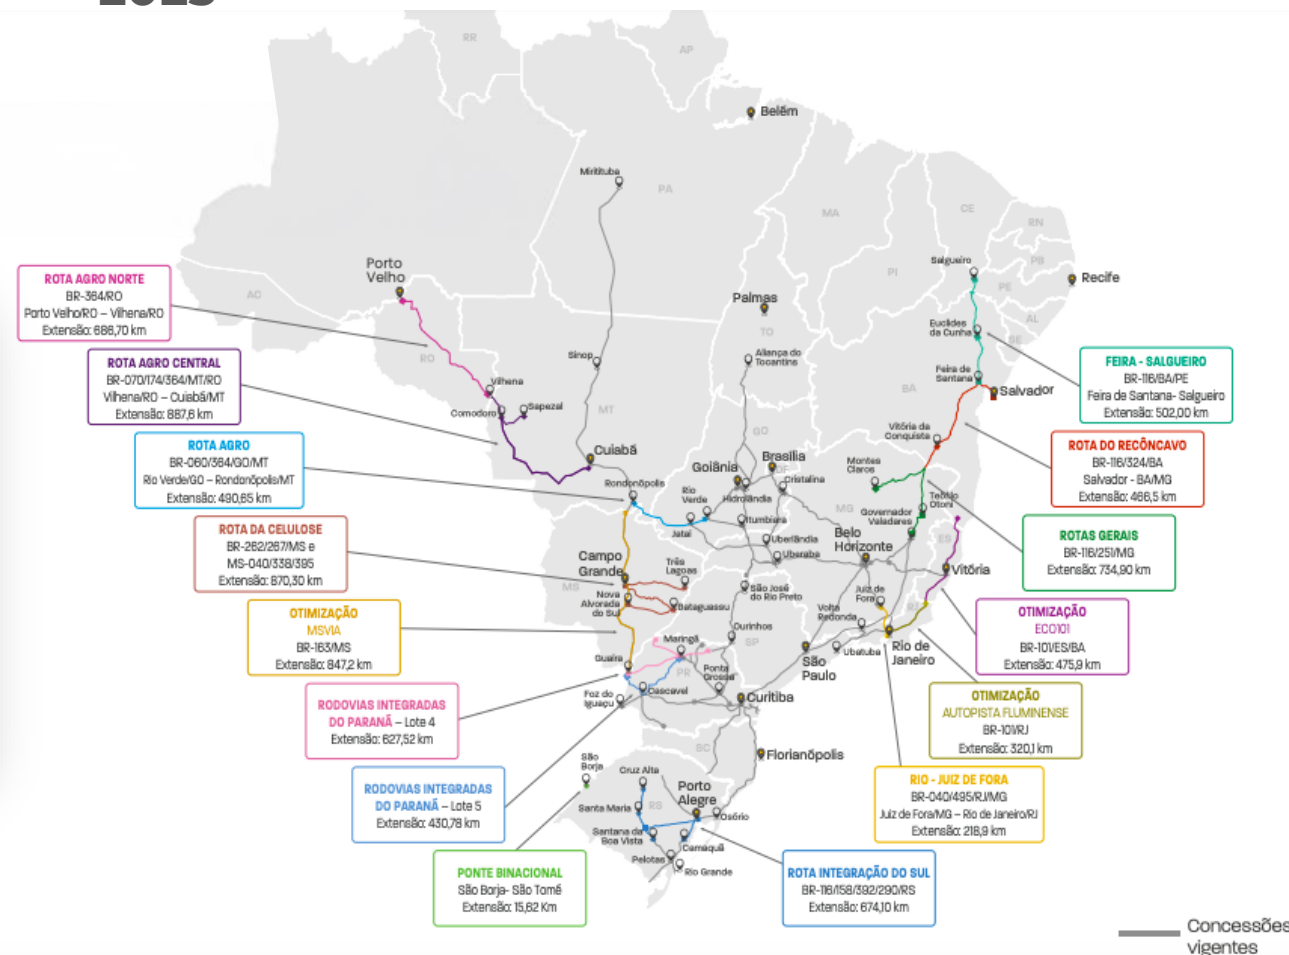 2025
RR
AP
Belém
Miritituba
PA
MA
CE
RN
PB
PE
AL
SE
PI
BA
TO
AC
RO
MT
GO
DF
MG
ES
MS
SP
RJ
PR
SC
RS
Salgueiro
Recife
Porto
Velho
Palmas
Euclides
da Cunha
Sinop
Aliança do
Tocantins
Feira de
Santana
Salvador
Vilhena
Comodoro
Sapezal
Vitória da
Conquista
Cuiabá
Rondonópolis
Goiânia
Brasília
Montes
Claros
Cristalina
Rio
Verde
Hidrolândia
Jataí
Itumbiara
Teófilo
Otoni
Governador
Valadares
Uberlândia
Uberaba
Belo
Horizonte
Vitória
Campo
Grande
Três
Lagoas
Nova
Alvorada
do Sul
Bataguassu
São José
do Rio Preto
Juiz de
Fora
Volta
Redonda
Ourinhos
Maringá
Guaíra
Ponta
Grossa
São
Paulo
Ubatuba
Rio de
Janeiro
Foz do
Iguaçu
Cascavel
Curitiba
Florianópolis
São
Borja
Cruz Alta
Porto
Alegre
Santa Maria
Osório
Santana da
Boa Vista
Camaquã
Pelotas
Rio Grande
ROTA AGRO NORTE
BR-364/RO
Porto Velho/RO – Vilhena/RO
Extensão: 686,70 km
ROTA AGRO CENTRAL
BR-070/174/364/MT/RO
Vilhena/RO – Cuiabá/MT
Extensão: 887,6 km
ROTA AGRO
BR-060/364/GO/MT
Rio Verde/GO – Rondonópolis/MT
Extensão: 490,65 km
ROTA DA CELULOSE
BR-262/267/MS e
MS-040/338/395
Extensão: 870,30 km
OTIMIZAÇÃO
MSVIA
BR-163/MS
Extensão: 847,2 km
RODOVIAS INTEGRADAS
DO PARANÁ – Lote 4
Extensão: 627,52 km
RODOVIAS INTEGRADAS
DO PARANÁ – Lote 5
Extensão: 430,78 km
PONTE BINACIONAL
São Borja- São Tomé
Extensão: 15,62 Km
FEIRA - SALGUEIRO
BR-116/BA/PE
Feira de Santana- Salgueiro
Extensão: 502,00 km
ROTA DO RECÔNCAVO
BR-116/324/BA
Salvador - BA/MG
Extensão: 466,5 km
ROTAS GERAIS
BR-116/251/MG
Extensão: 734,90 km
OTIMIZAÇÃO
ECO101
BR-101/ES/BA
Extensão: 475,9 km
OTIMIZAÇÃO
AUTOPISTA FLUMINENSE
BR-101/RJ
Extensão: 320,1 km
RIO - JUIZ DE FORA
BR-040/495/RJ/MG
Juiz de Fora/MG – Rio de Janeiro/RJ
Extensão: 218,9 km
ROTA INTEGRAÇÃO DO SUL
BR-116/158/392/290/RS
Extensão: 674,10 km
Concessões
vigentes